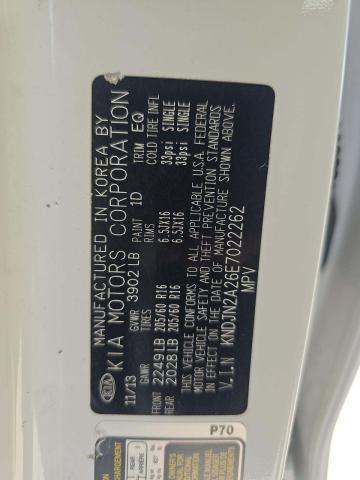 MANUFACTURED IN KOREA BY
KIA KIA MOTORS CORPORATION
11/13 GVWR 3902 LB PAINT 1D TRIM EQ
GAWR TIRES RIMS COLD TIRE INFL
FRONT 2249 LB 205/60 R16 6.5JX16 33psi SINGLE
REAR 2028 LB 205/60 R16 6.5JX16 33psi SINGLE
THIS VEHICLE CONFORMS TO ALL APPLICABLE U.S.A. FEDERAL
MOTOR VEHICLE SAFETY AND THEFT PREVENTION STANDARDS
IN EFFECT ON THE DATE OF MANUFACTURE SHOWN ABOVE.
V.I.N KNDJN2A26E7022262
MPV
P70
REAR